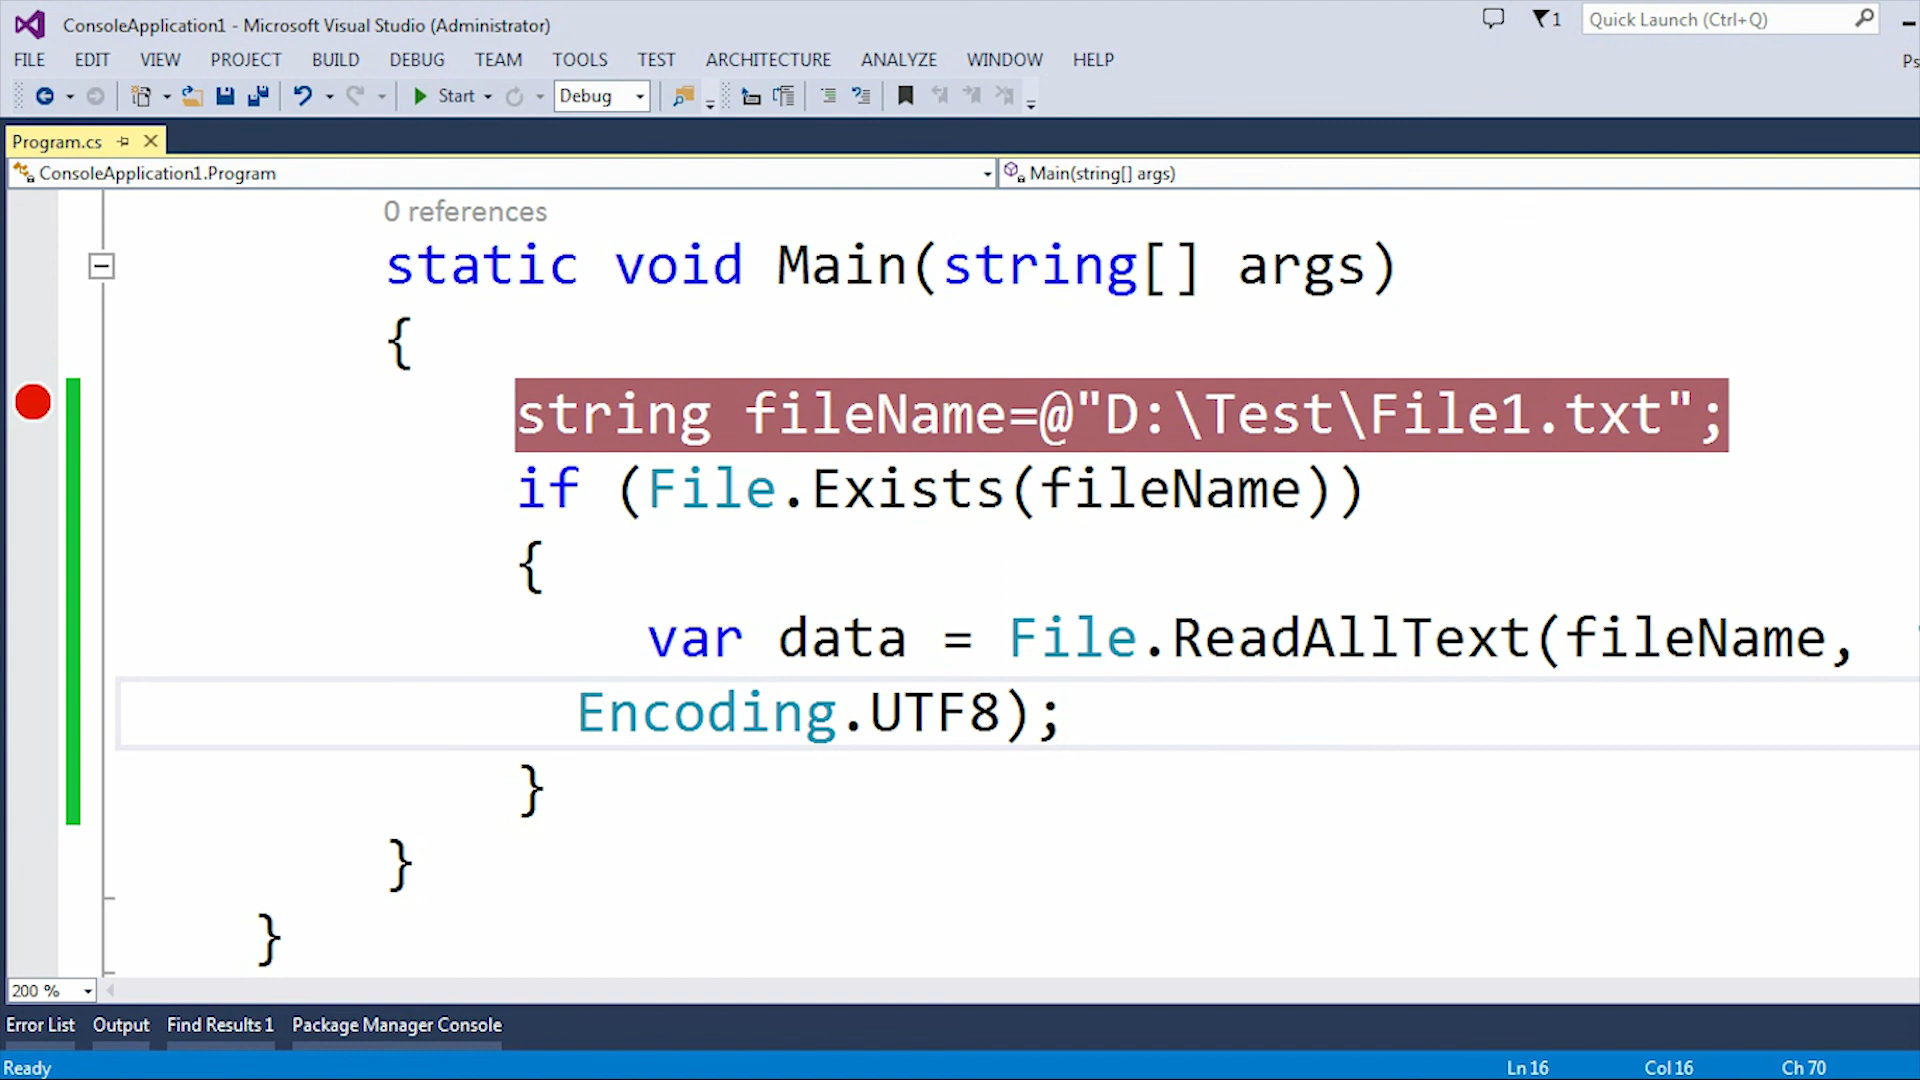 ConsoleApplication1 - Microsoft Visual Studio (Administrator)
1
Quick Launch (Ctrl+Q)
FILE EDIT VIEW PROJECT BUILD DEBUG TEAM TOOLS TEST ARCHITECTURE ANALYZE WINDOW HELP
Ps
Start Debug
Program.cs
ConsoleApplication1.Program
Main(string[] args)
0 references
static void Main(string[] args)
{
string fileName=@"D:\Test\File1.txt";
if (File.Exists(fileName))
{
var data = File.ReadAllText(fileName,
Encoding.UTF8);
}
}
}
200 %
Error List Output Find Results 1 Package Manager Console
Ready Ln 16 Col 16 Ch 70